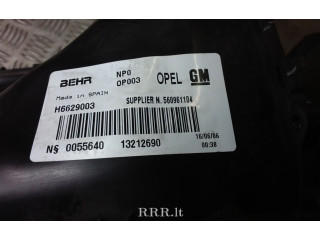 BEHR NP0 OP003 OPEL GM
Made in SPAIN
H6629003 SUPPLIER N. 560961104
N§ 0055640 13212690 16/06/06
00:38
RRR.lt